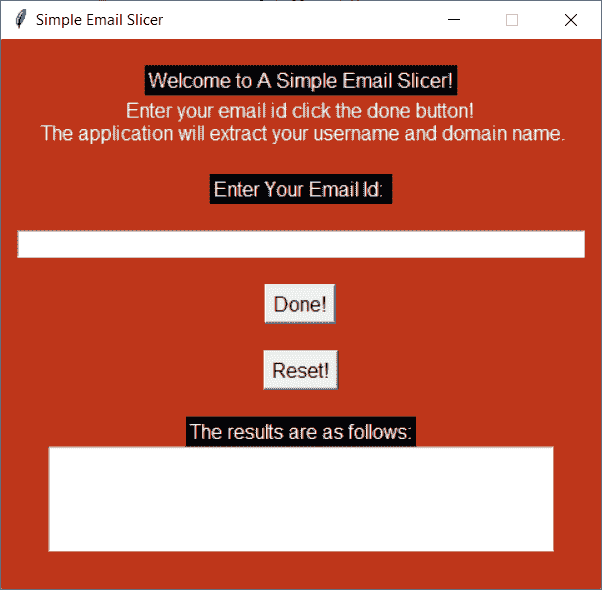 Simple Email Slicer
Welcome to A Simple Email Slicer!
Enter your email id click the done button!
The application will extract your username and domain name.
Enter Your Email Id:
Done!
Reset!
The results are as follows: